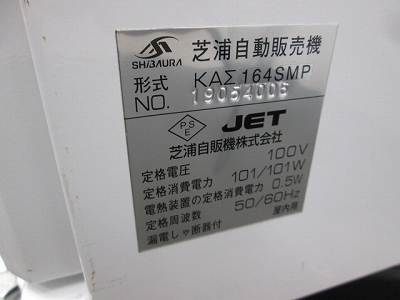 SHIBAURA 芝浦自動販売機
形式 KAΣ164SMP
NO. 19054005
PSE JET
芝浦自販機株式会社
定格電圧 100V
定格消費電力 101/101W
電熱装置の定格消費電力 0.5W
定格周波数 50/60Hz
漏電しゃ断器付 屋内用